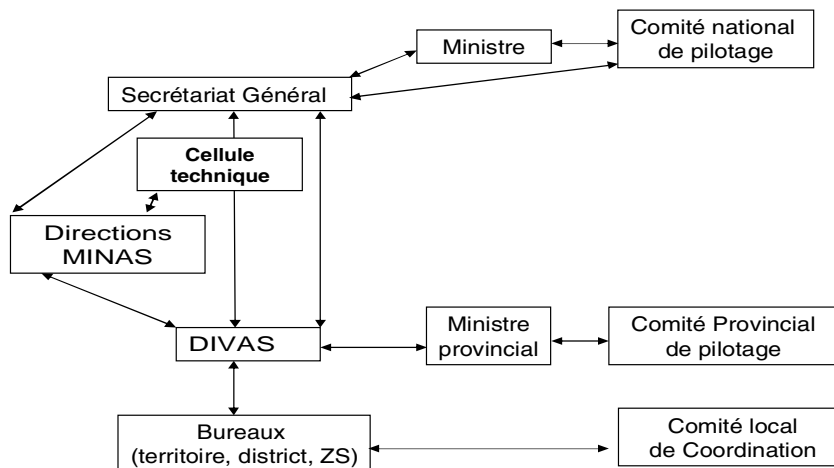 Ministre
Comité national
de pilotage
Secrétariat Général
Cellule
technique
Directions
MINAS
DIVAS
Ministre
provincial
Comité Provincial
de pilotage
Bureaux
(territoire, district, ZS)
Comité local
de Coordination